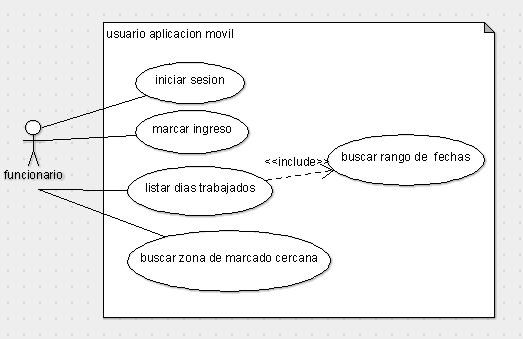 usuario aplicacion movil
iniciar sesion
marcar ingreso
funcionario
listar dias trabajados
<<include>>
buscar rango de fechas
buscar zona de marcado cercana